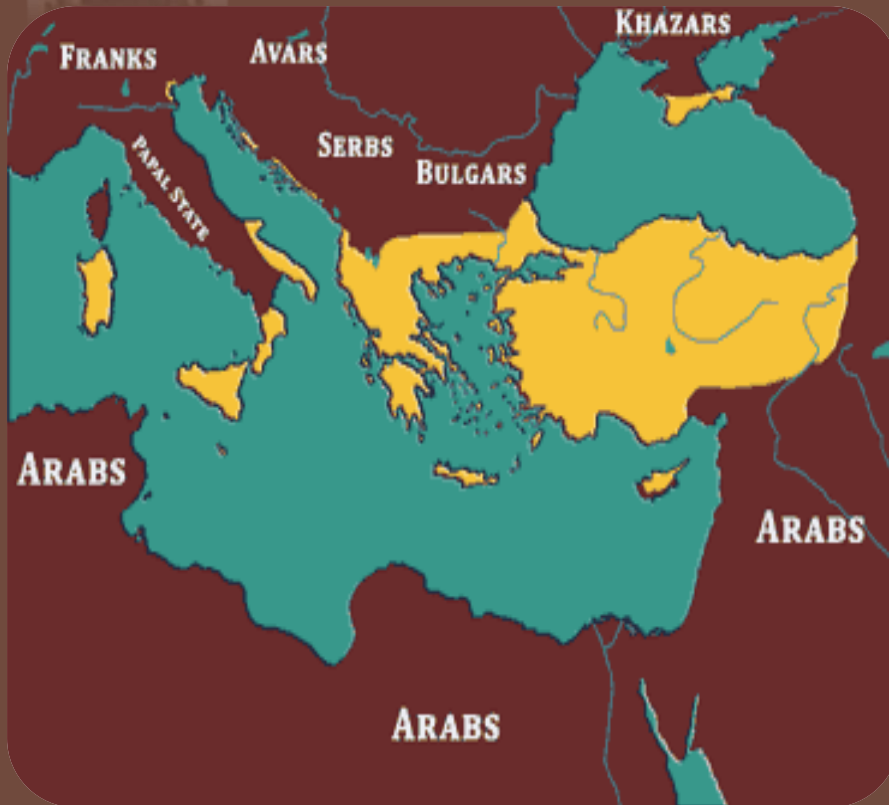 KHAZARS
AVARS
FRANKS
SERBS
PAPAL STATE
BULGARS
ARABS
ARABS
ARABS